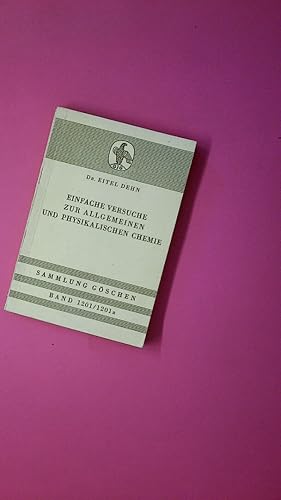 Dr. EITEL DEHN
EINFACHE VERSUCHE
ZUR ALLGEMEINEN
UND PHYSIKALISCHEN CHEMIE
SAMMLUNG GÖSCHEN
BAND 1201/1201a